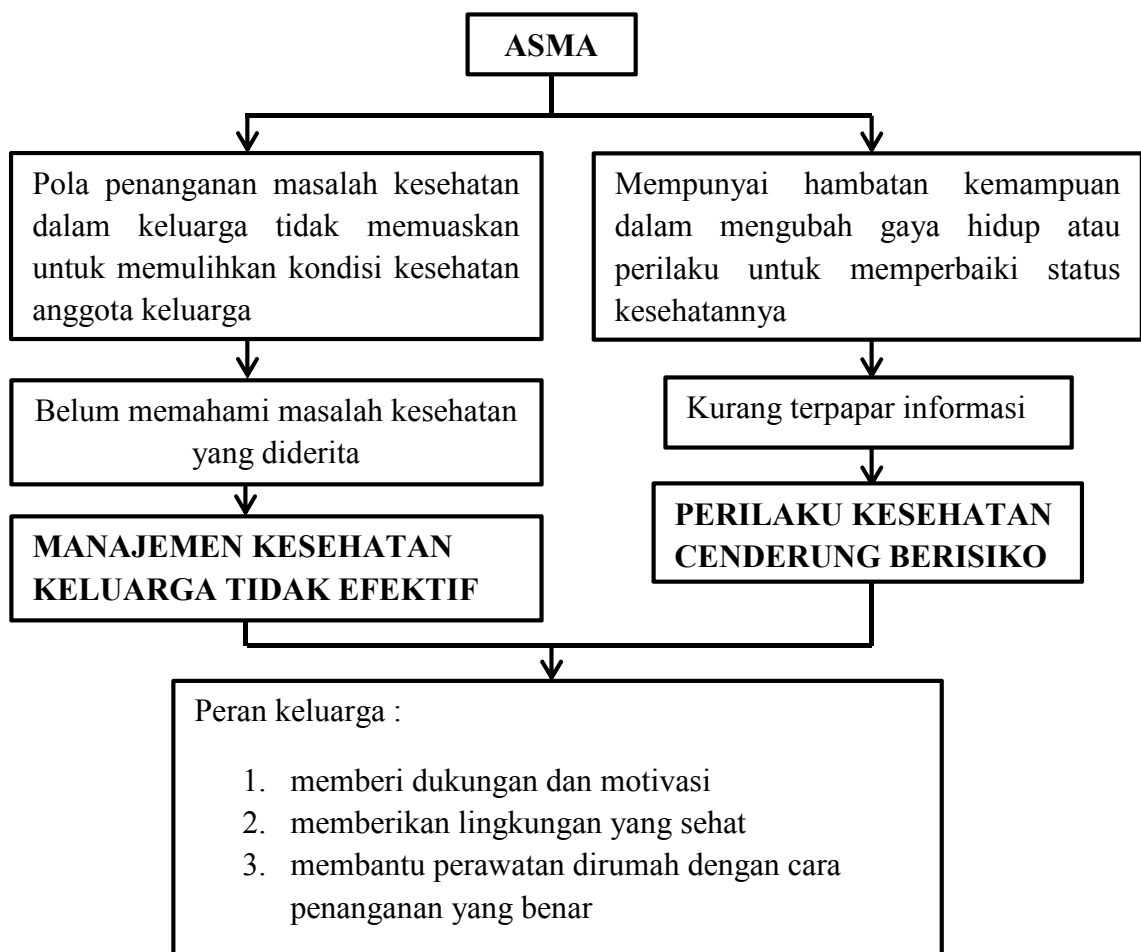 ASMA
Pola penanganan masalah kesehatan
dalam keluarga tidak memuaskan
untuk memulihkan kondisi kesehatan
anggota keluarga
Mempunyai hambatan kemampuan
dalam mengubah gaya hidup atau
perilaku untuk memperbaiki status
kesehatannya
Belum memahami masalah kesehatan
yang diderita
Kurang terpapar informasi
MANAJEMEN KESEHATAN
KELUARGA TIDAK EFEKTIF
PERILAKU KESEHATAN
CENDERUNG BERISIKO
Peran keluarga :
1. memberi dukungan dan motivasi
2. memberikan lingkungan yang sehat
3. membantu perawatan dirumah dengan cara
penanganan yang benar